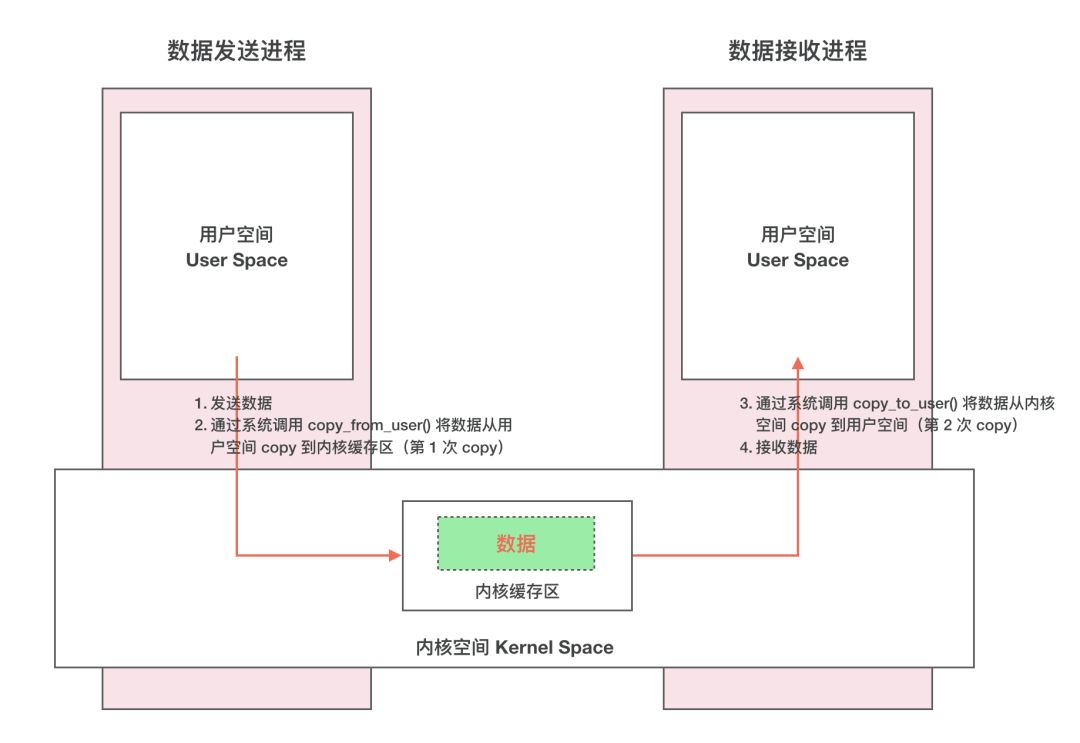 数据发送进程
数据接收进程
用户空间
User Space
用户空间
User Space
1. 发送数据
2. 通过系统调用 copy_from_user() 将数据从用
户空间 copy 到内核缓存区（第 1 次 copy）
3. 通过系统调用 copy_to_user() 将数据从内核
空间 copy 到用户空间（第 2 次 copy）
4. 接收数据
数据
内核缓存区
内核空间 Kernel Space